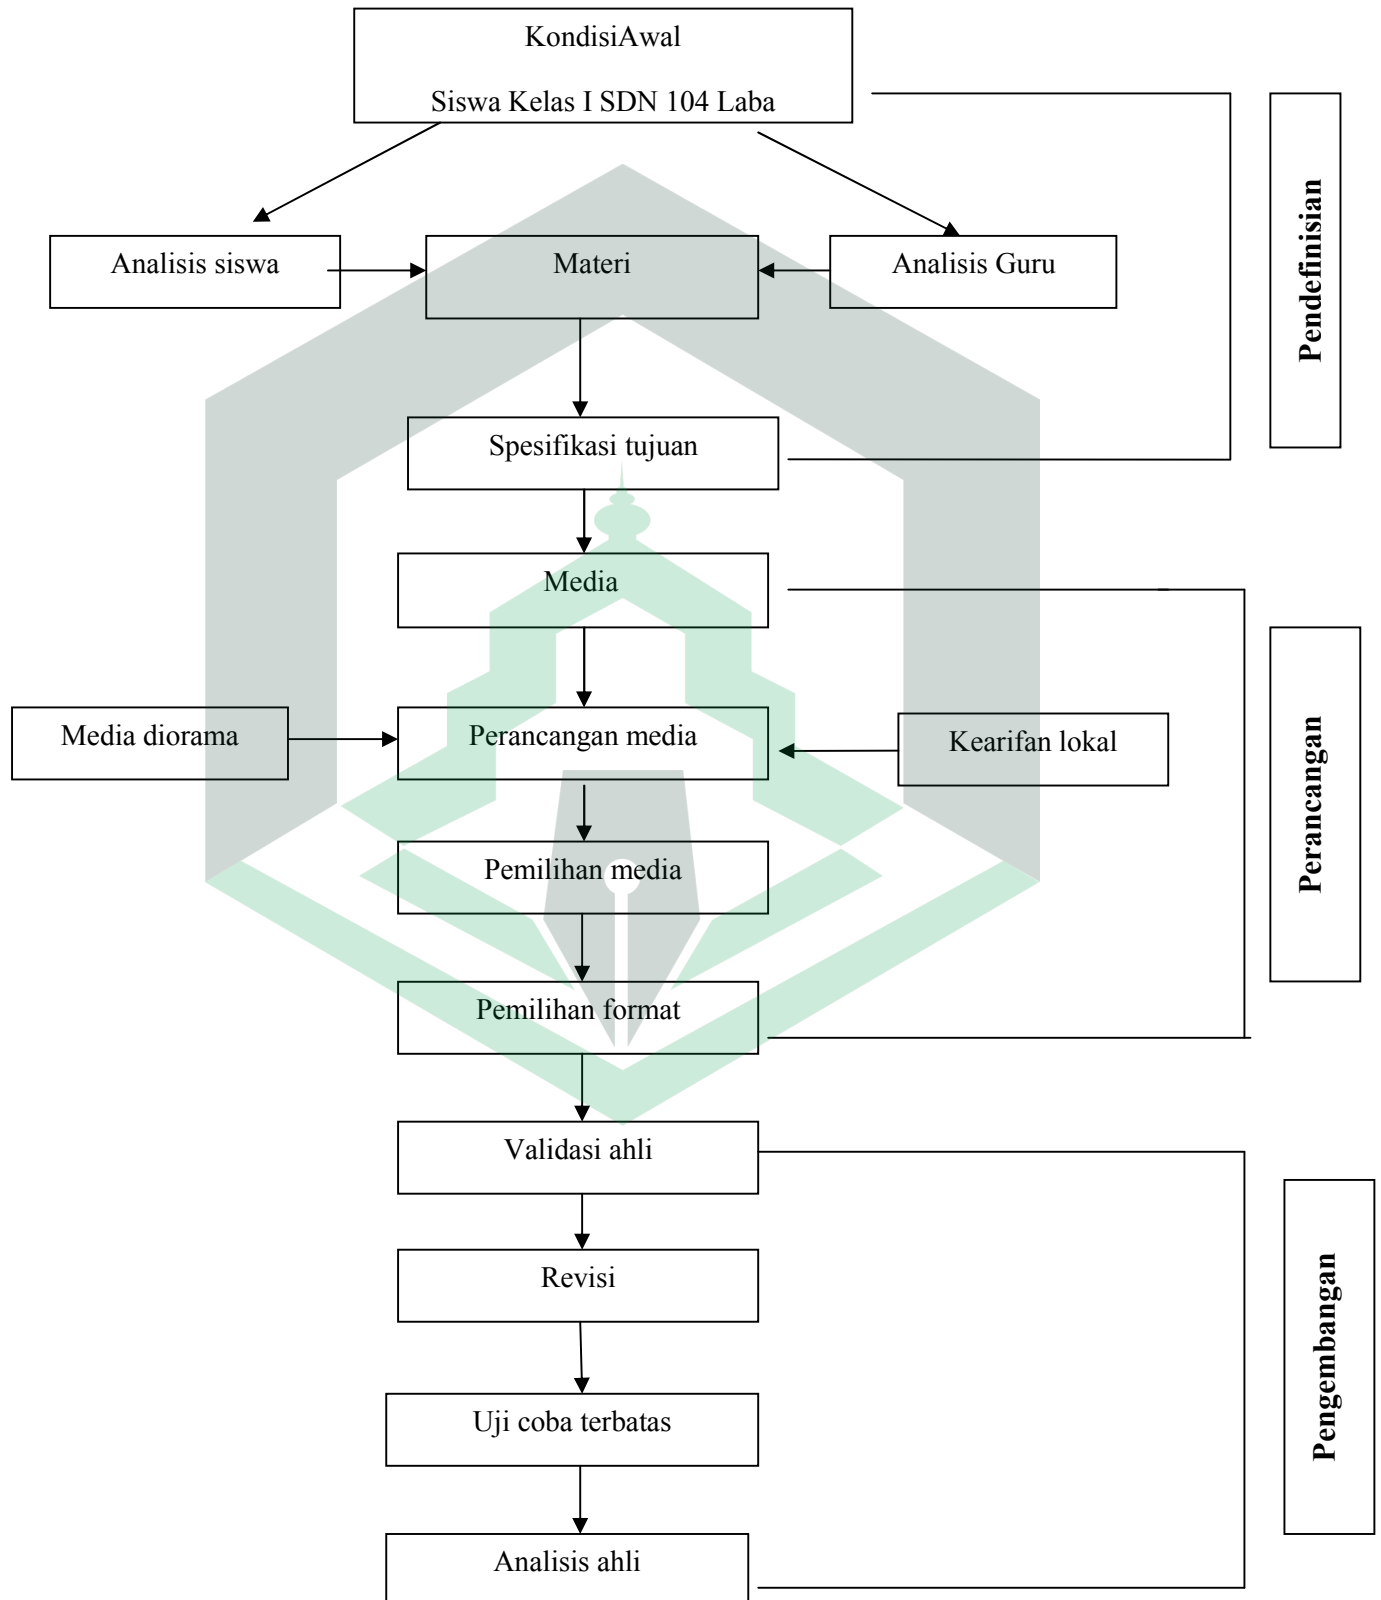 KondisiAwal
Siswa Kelas I SDN 104 Laba
Analisis siswa
Materi
Analisis Guru
Pendefinisian
Spesifikasi tujuan
Media
Media diorama
Perancangan media
Kearifan lokal
Perancangan
Pemilihan media
Pemilihan format
Validasi ahli
Revisi
Pengembangan
Uji coba terbatas
Analisis ahli